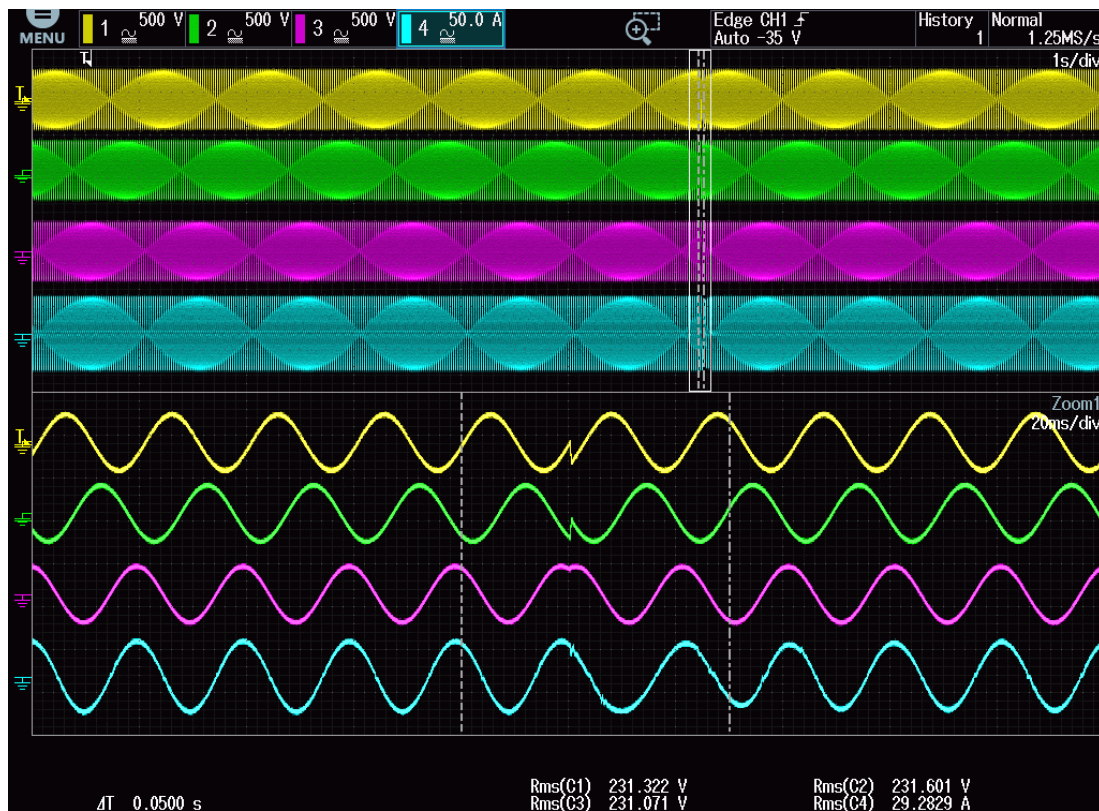 MENU
1 500 V
2 500 V
3 500 V
4 50.0 A
Edge CH1
Auto -35 V
History
1
Normal
1.25MS/s
T
1s/div
T
Zoom1
20ms/div
T
ΔT 0.0500 s
Rms(C1) 231.322 V
Rms(C2) 231.601 V
Rms(C3) 231.071 V
Rms(C4) 29.2829 A